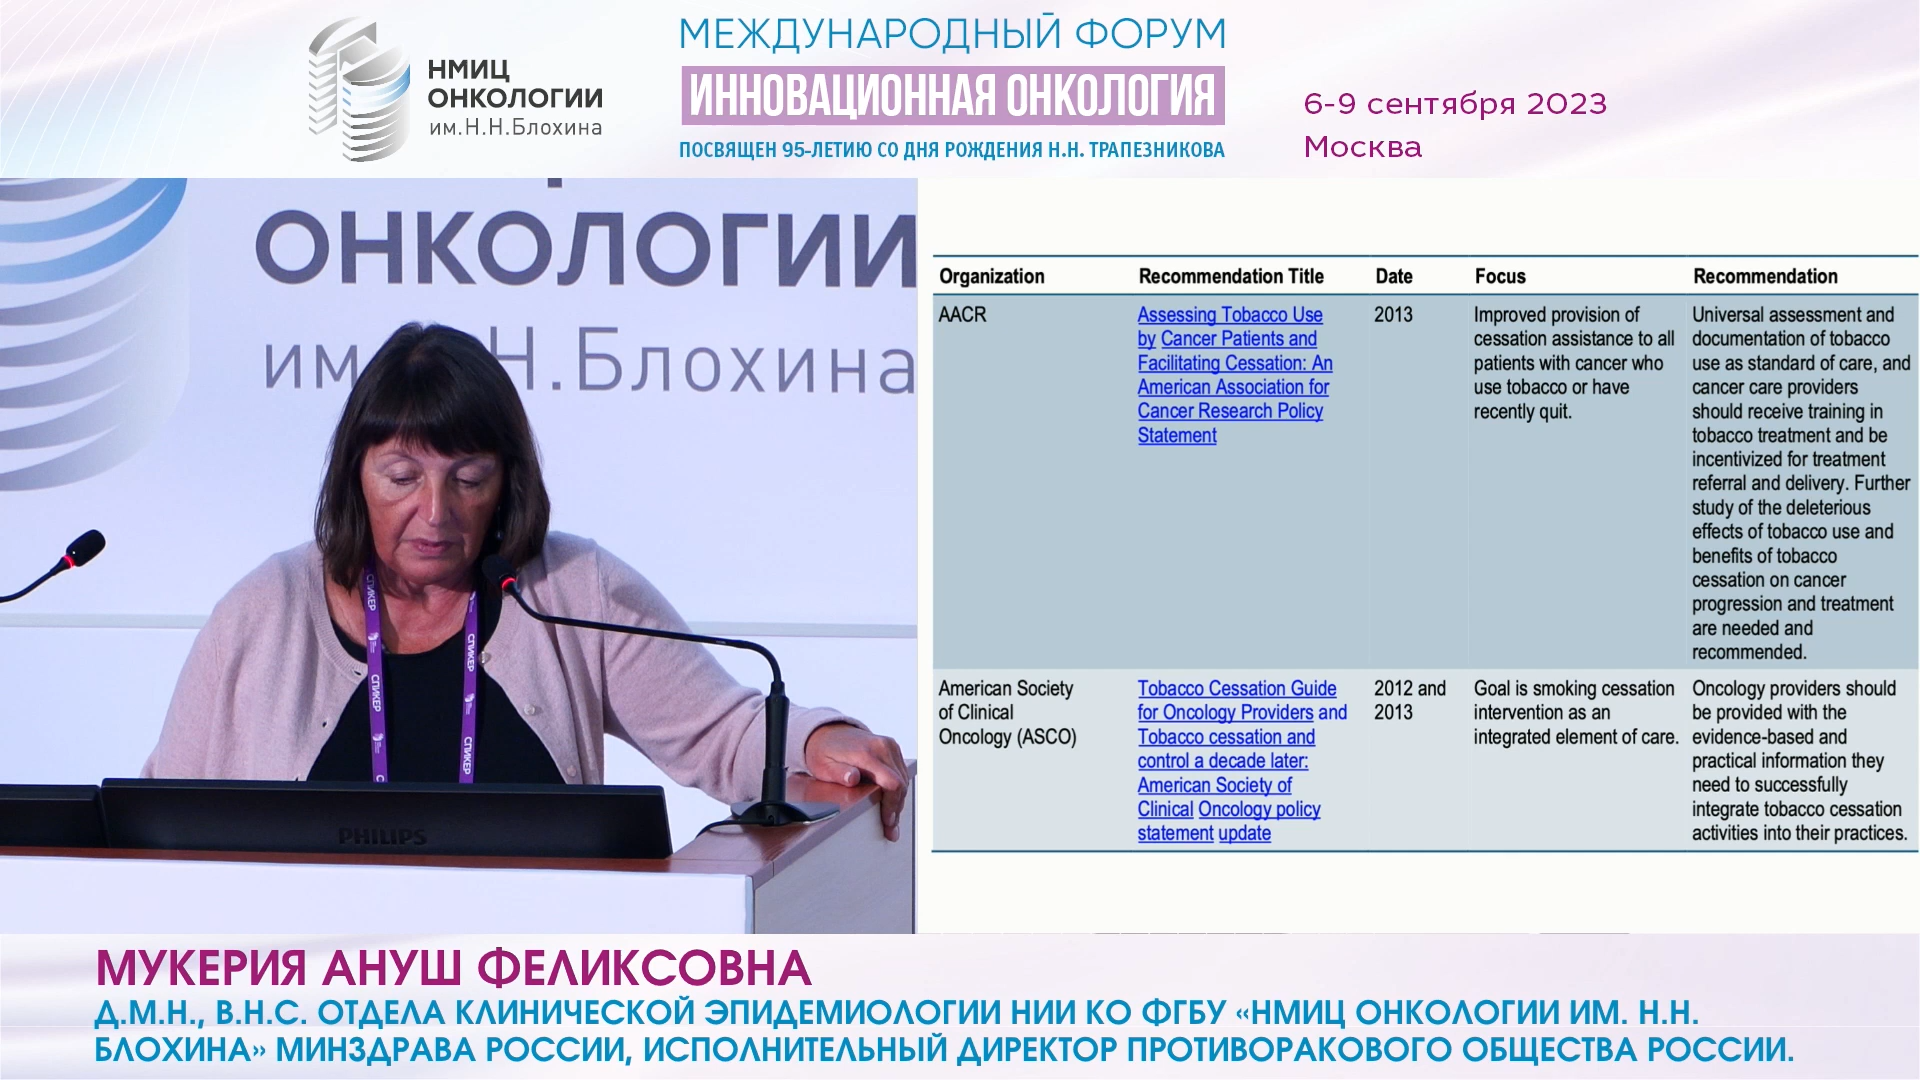 НМИЦ
ОНКОЛОГИИ
им.Н.Н.Блохина
МЕЖДУНАРОДНЫЙ ФОРУМ
ИННОВАЦИОННАЯ ОНКОЛОГИЯ
ПОСВЯЩЕН 95-ЛЕТИЮ СО ДНЯ РОЖДЕНИЯ Н.Н. ТРАПЕЗНИКОВА
6-9 сентября 2023
Москва
ОНКОЛОГИИ
им. Н.Блохина
СПИКЕР
СПИКЕР
СПИКЕР
СПИКЕР
PHILIPS
Organization
Recommendation Title
Date
Focus
Recommendation
AACR
Assessing Tobacco Use
by Cancer Patients and
Facilitating Cessation: An
American Association for
Cancer Research Policy
Statement
2013
Improved provision of
cessation assistance to all
patients with cancer who
use tobacco or have
recently quit.
Universal assessment and
documentation of tobacco
use as standard of care, and
cancer care providers
should receive training in
tobacco treatment and be
incentivized for treatment
referral and delivery. Further
study of the deleterious
effects of tobacco use and
benefits of tobacco
cessation on cancer
progression and treatment
are needed and
recommended.
American Society
of Clinical
Oncology (ASCO)
Tobacco Cessation Guide
for Oncology Providers and
Tobacco cessation and
control a decade later:
American Society of
Clinical Oncology policy
statement update
2012 and
2013
Goal is smoking cessation
intervention as an
integrated element of care.
Oncology providers should
be provided with the
evidence-based and
practical information they
need to successfully
integrate tobacco cessation
activities into their practices.
МУКЕРИЯ АНУШ ФЕЛИКСОВНА
Д.М.Н., В.Н.С. ОТДЕЛА КЛИНИЧЕСКОЙ ЭПИДЕМИОЛОГИИ НИИ КО ФГБУ «НМИЦ ОНКОЛОГИИ ИМ. Н.Н.
БЛОХИНА» МИНЗДРАВА РОССИИ, ИСПОЛНИТЕЛЬНЫЙ ДИРЕКТОР ПРОТИВОРАКОВОГО ОБЩЕСТВА РОССИИ.